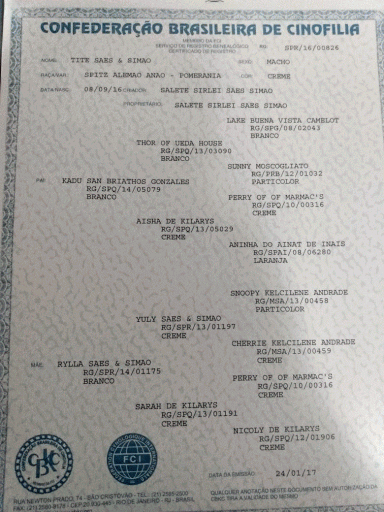 CONFEDERAÇÃO BRASILEIRA DE CINOFILIA
MEMBRO DA FCI
SERVIÇO DE REGISTRO GENEALÓGICO
CERTIFICADO DE REGISTRO
RG SPR/16/00826
NOME: TITE SAES & SIMAO SEXO: MACHO
RAÇA/VAR: SPITZ ALEMAO ANAO - POMERANIA COR: CREME
DATA NASC: 08/09/16 CRIADOR: SALETE SIRLEI SAES SIMAO
PROPRIETÁRIO: SALETE SIRLEI SAES SIMAO
LAKE BUENA VISTA CAMELOT
RG/SPG/08/02043
BRANCO
THOR OF UEDA HOUSE
RG/SPQ/13/03090
BRANCO
SUNNY MOSCOGLIATO
RG/PRB/12/01032
PARTICOLOR
PAI: KADU SAN BRIATHOS GONZALES
RG/SPQ/14/05079
BRANCO
PERRY OF OF MARMAC'S
RG/SPQ/10/00316
CREME
AISHA DE KILARYS
RG/SPQ/13/05029
CREME
ANINHA DO AINAT DE INAIS
RG/SPAI/08/06280
LARANJA
SNOOPY KELCILENE ANDRADE
RG/MSA/13/00458
PARTICOLOR
YULY SAES & SIMAO
RG/SPR/13/01197
CREME
CHERRIE KELCILENE ANDRADE
RG/MSA/13/00459
CREME
MÃE: RYLLA SAES & SIMAO
RG/SPR/14/01175
BRANCO
PERRY OF OF MARMAC'S
RG/SPQ/10/00316
CREME
SARAH DE KILARYS
RG/SPQ/13/01191
CREME
NICOLY DE KILARYS
RG/SPQ/12/01906
CREME
CBKC
FCI
DATA DA EMISSÃO: 24/01/17
RUA NEWTON PRADO, 74 - SÃO CRISTÓVÃO - TEL.: (21)
RIO DE JANEIRO - RJ - BRASIL
QUALQUER ANOTAÇÃO NESTE DOCUMENTO SEM AUTORIZAÇÃO DA
CBKC TIRA A VALIDADE DO MESMO